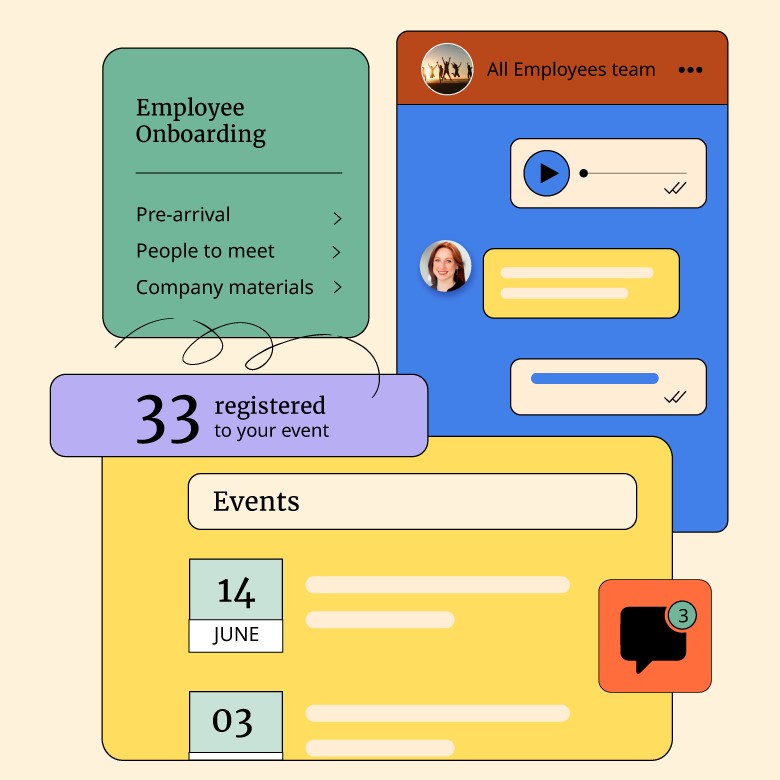 Employee
Onboarding
Pre-arrival
People to meet
Company materials
All Employees team
33 registered
to your event
Events
14
JUNE
03
3